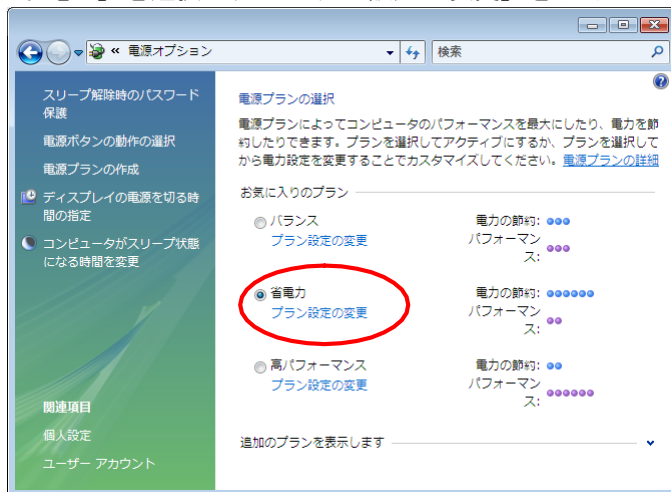 « 電源オプション
検索
スリープ解除時のパスワード
保護
電源ボタンの動作の選択
電源プランの作成
ディスプレイの電源を切る時
間の指定
コンピュータがスリープ状態
になる時間を変更
関連項目
個人設定
ユーザー アカウント
電源プランの選択
電源プランによってコンピュータのパフォーマンスを最大にしたり、電力を節
約したりできます。プランを選択してアクティブにするか、プランを選択して
から電力設定を変更することでカスタマイズしてください。電源プランの詳細
お気に入りのプラン
バランス 電力の節約:
プラン設定の変更 パフォーマン
ス:
省電力 電力の節約:
プラン設定の変更 パフォーマン
ス:
高パフォーマンス 電力の節約:
プラン設定の変更 パフォーマン
ス:
追加のプランを表示します